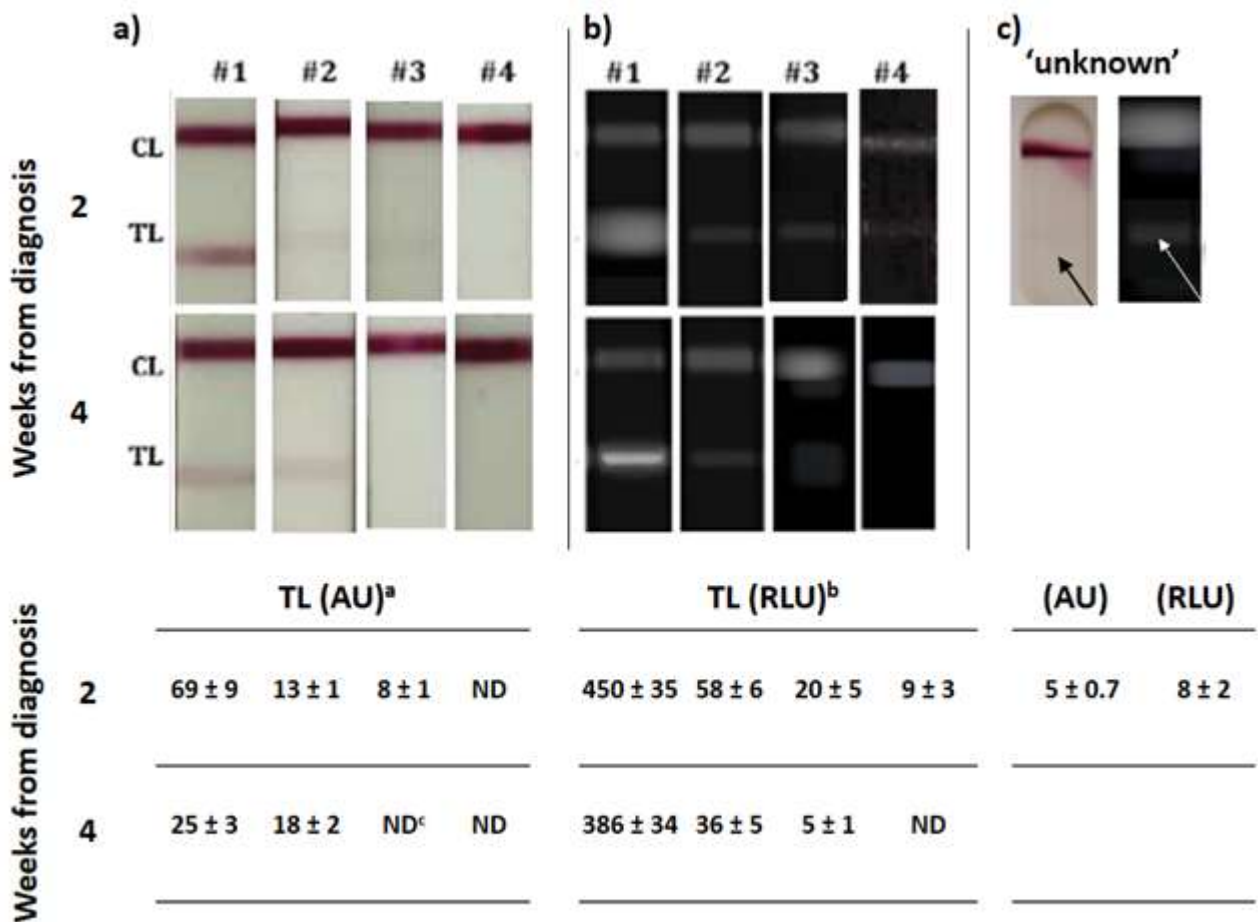 a) b) c)
'unknown'
#1 #2 #3 #4 #1 #2 #3 #4
CL
2
TL
CL
4
TL
Weeks from diagnosis
TL (AU)ᵃ TL (RLU)ᵇ (AU) (RLU)
2 69 ± 9 13 ± 1 8 ± 1 ND 450 ± 35 58 ± 6 20 ± 5 9 ± 3 5 ± 0.7 8 ± 2
4 25 ± 3 18 ± 2 NDᶜ ND 386 ± 34 36 ± 5 5 ± 1 ND
Weeks from diagnosis